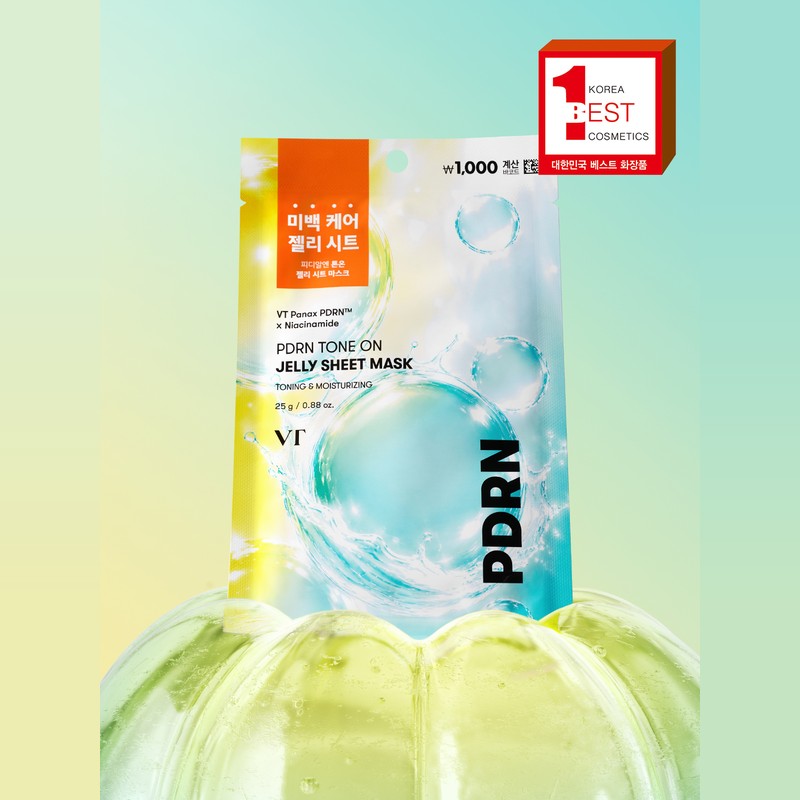 KOREA
1 BEST
COSMETICS
대한민국 베스트 화장품
₩1,000 계산
바코드
미백 케어
젤리 시트
피디알엔 톤온
젤리 시트 마스크
VT Panax PDRN™
x Niacinamide
PDRN TONE ON
JELLY SHEET MASK
TONING & MOISTURIZING
25 g / 0.88 oz.
VT
PDRN